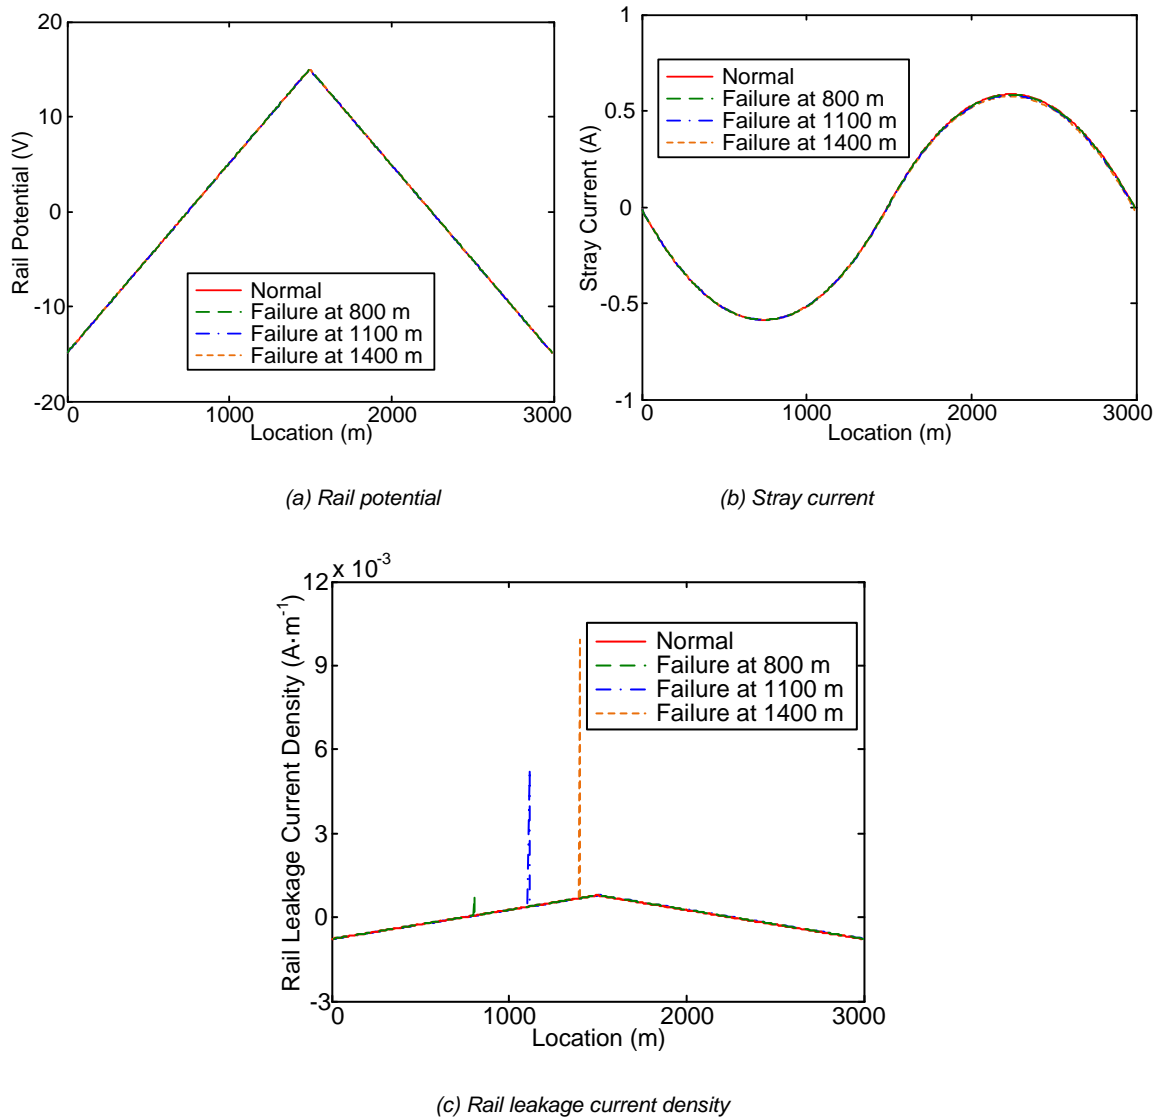 20
10
0
-10
-20
Rail Potential (V)
Normal
Failure at 800 m
Failure at 1100 m
Failure at 1400 m
0
1000
2000
3000
Location (m)
(a) Rail potential
1
0.5
0
-0.5
-1
Stray Current (A)
Normal
Failure at 800 m
Failure at 1100 m
Failure at 1400 m
0
1000
2000
3000
Location (m)
(b) Stray current
12 x 10-3
9
6
3
0
-3
Rail Leakage Current Density (A·m-1)
Normal
Failure at 800 m
Failure at 1100 m
Failure at 1400 m
0
1000
2000
3000
Location (m)
(c) Rail leakage current density